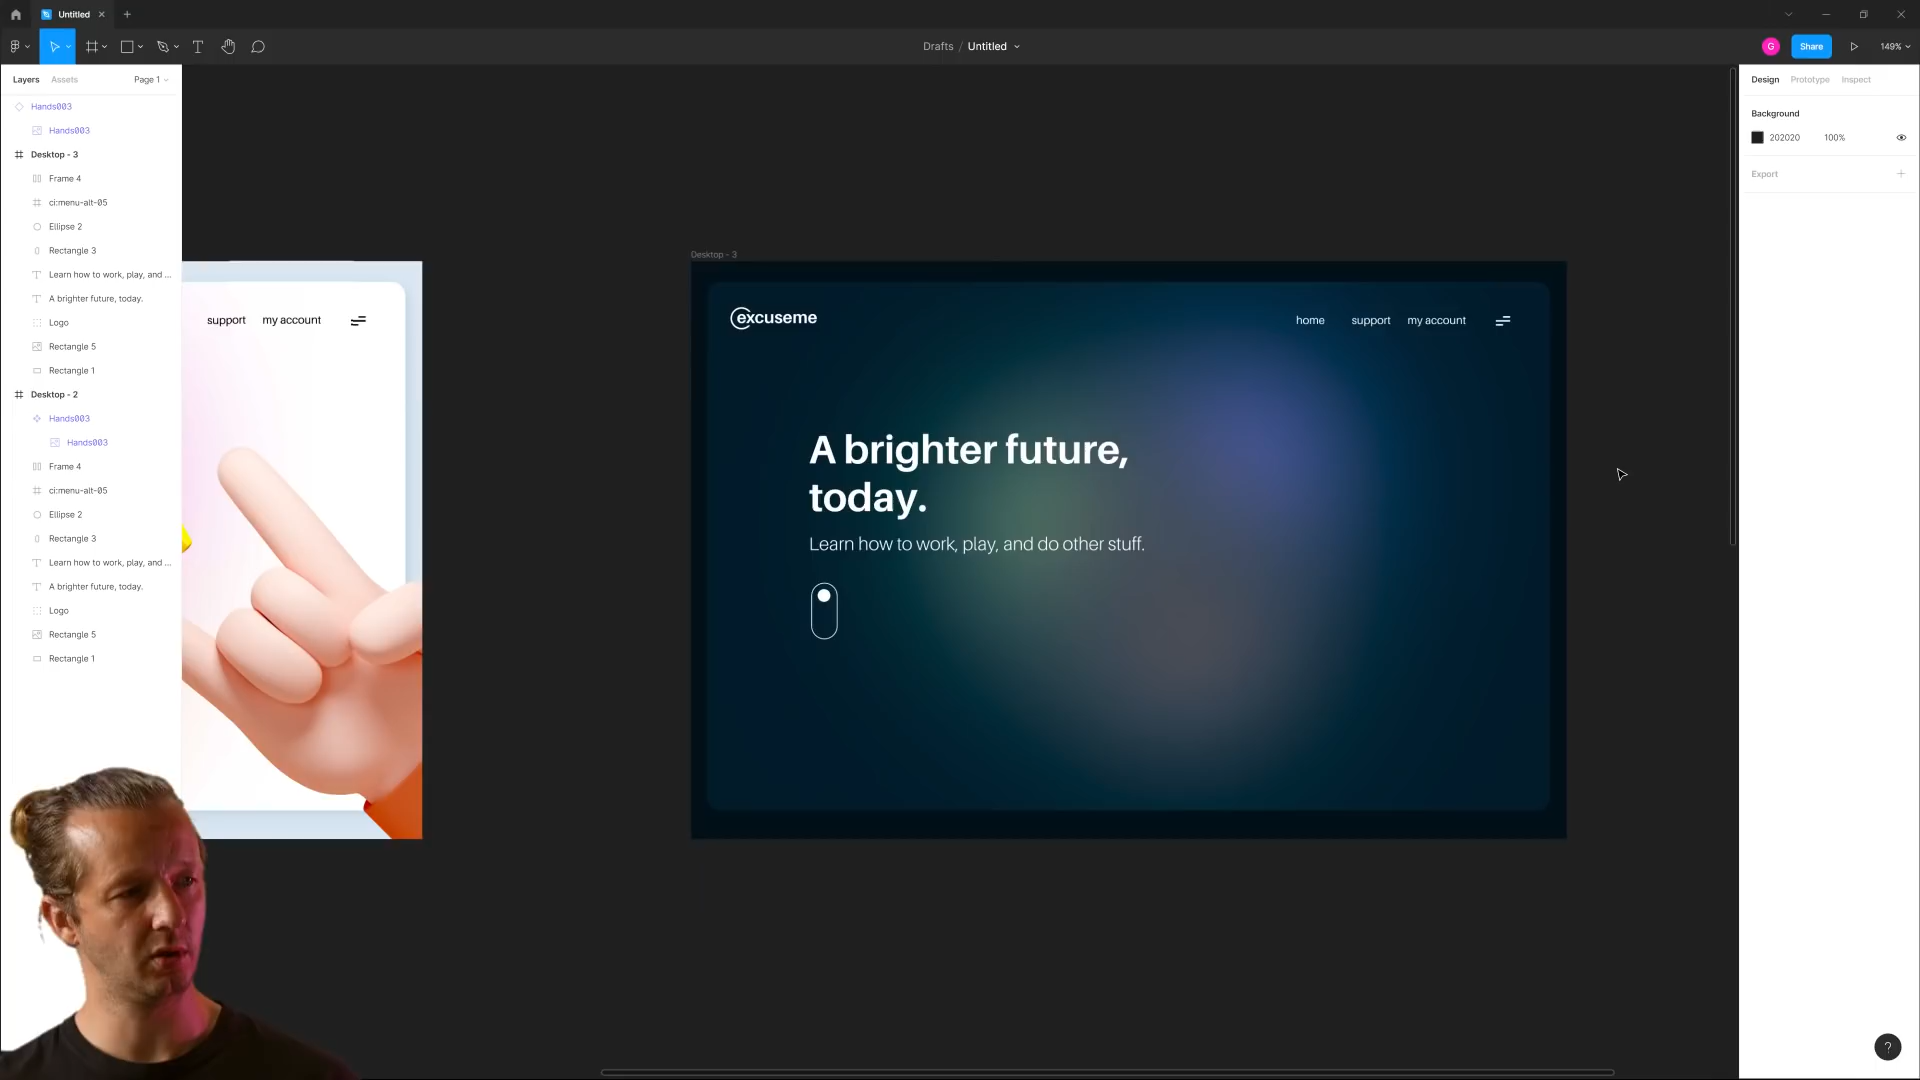 Untitled
Drafts / Untitled
G
Share
149%
Layers
Assets
Page 1
Hands003
Hands003
Desktop - 3
Frame 4
ci:menu-alt-05
Ellipse 2
Rectangle 3
Learn how to work, play, and ...
A brighter future, today.
Logo
Rectangle 5
Rectangle 1
Desktop - 2
Hands003
Hands003
Frame 4
ci:menu-alt-05
Ellipse 2
Rectangle 3
Learn how to work, play, and ...
A brighter future, today.
Logo
Rectangle 5
Rectangle 1
support
my account
Desktop - 3
excuseme
home
support
my account
A brighter future,
today.
Learn how to work, play, and do other stuff.
Design
Prototype
Inspect
Background
202020
100%
Export
?